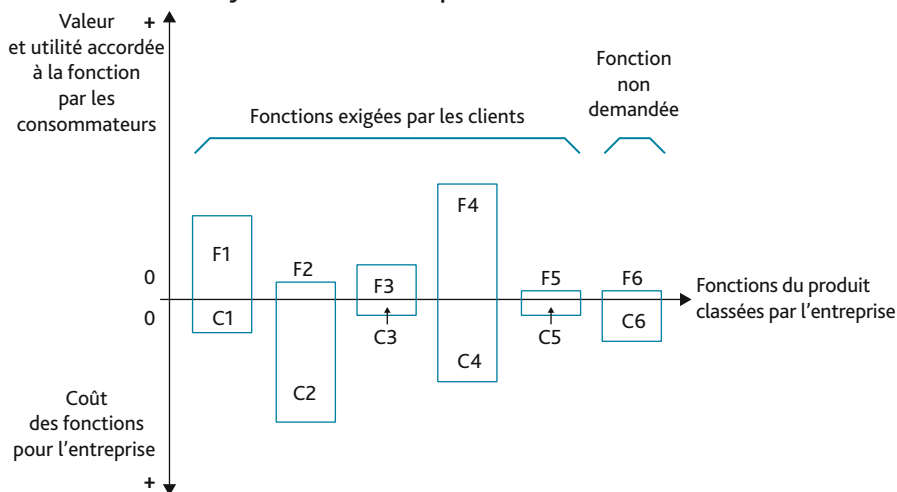 Valeur
et utilité accordée
à la fonction
par les
consommateurs
+
Fonction
non
demandée
Fonctions exigées par les clients
F4
F1
F2
F3
F5
F6
0
0
Fonctions du produit
classées par l'entreprise
C1
C3
C5
C6
C4
C2
Coût
des fonctions
pour l'entreprise
+